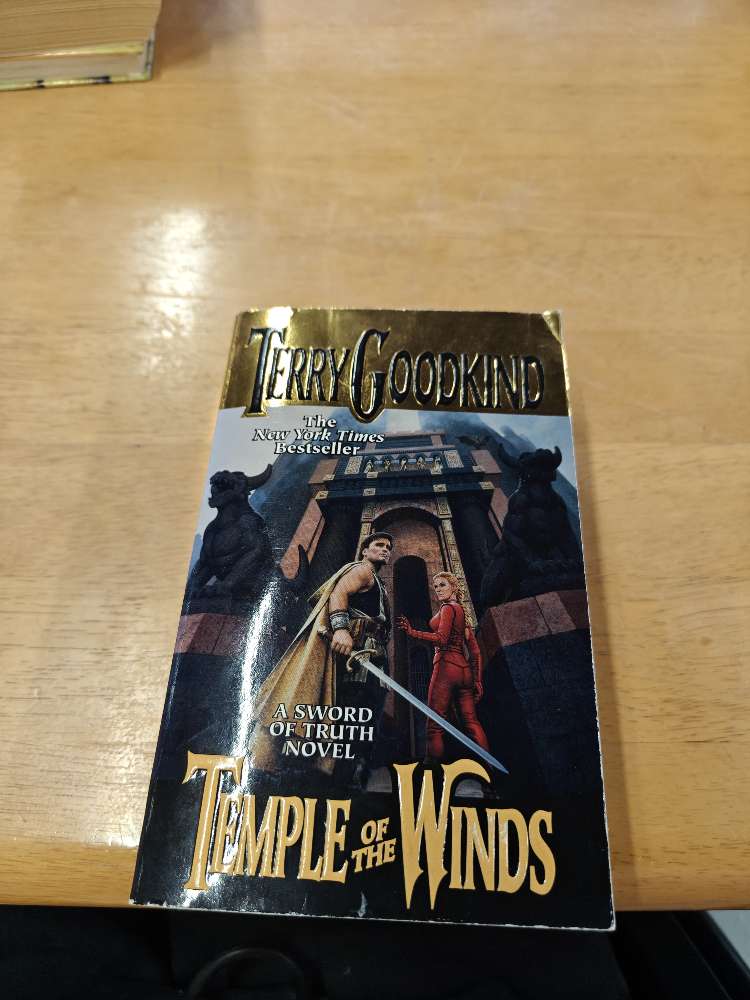 TERRY GOODKIND
The
New York Times
Bestseller
A SWORD
OF TRUTH
NOVEL
TEMPLE OF THE WINDS